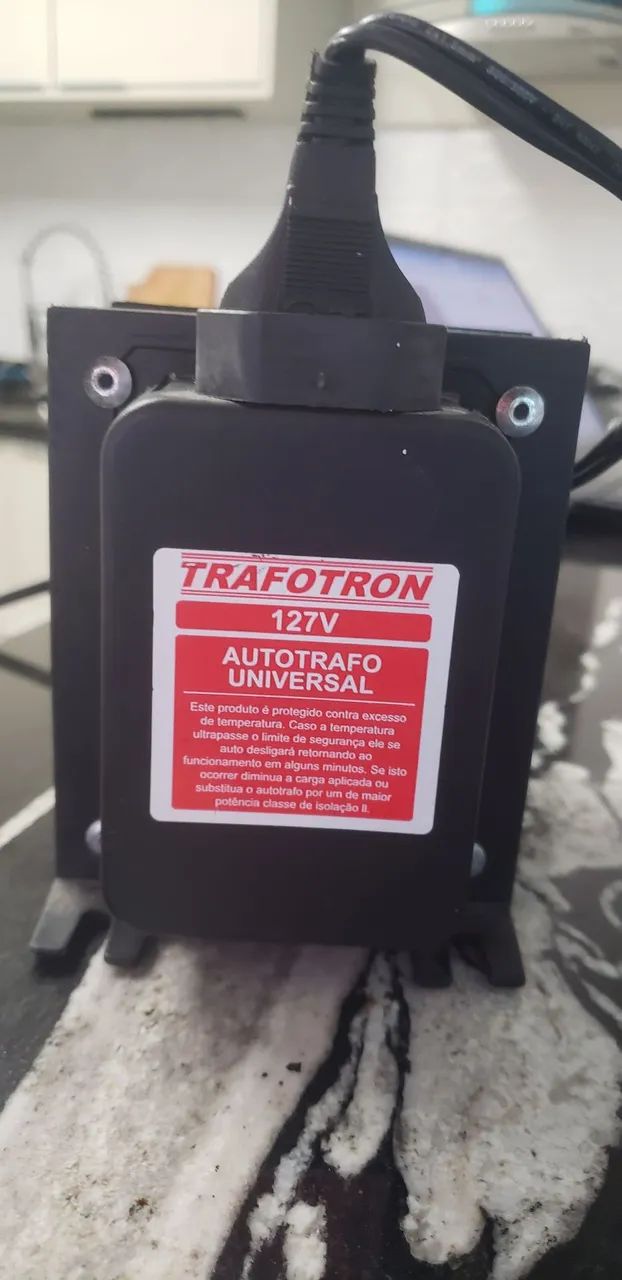 TRAFOTRON
127V
AUTOTRAFO
UNIVERSAL
Este produto é protegido contra excesso
de temperatura. Caso a temperatura
ultrapasse o limite de segurança ele se
auto desligará retornando ao
funcionamento em alguns minutos. Se isto
ocorrer diminua a carga aplicada ou
substitua o autotrafo por um de maior
potência classe de isolação II.